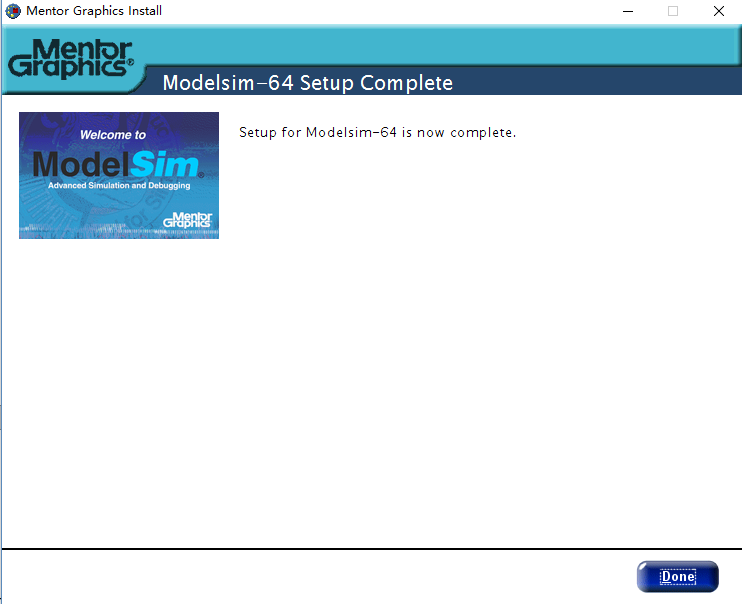 Mentor Graphics Install
Mentor
Graphics®
Modelsim-64 Setup Complete
Welcome to
ModelSim®
Advanced Simulation and Debugging
Mentor
Graphics
Setup for Modelsim-64 is now complete.
Done